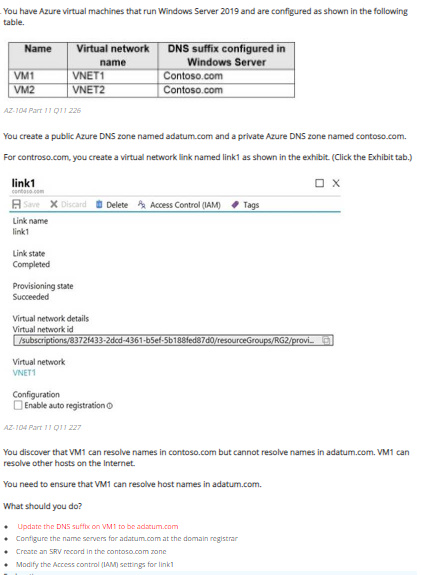 You have Azure virtual machines that run Windows Server 2019 and are configured as shown in the following
table.
Name Virtual network name DNS suffix configured in Windows Server
VM1 VNET1 Contoso.com
VM2 VNET2 Contoso.com
AZ-104 Part 11 Q11 226
You create a public Azure DNS zone named adatum.com and a private Azure DNS zone named contoso.com.
For controso.com, you create a virtual network link named link1 as shown in the exhibit. (Click the Exhibit tab.)
link1
contoso.com
Save Discard Delete Access Control (IAM) Tags
Link name
link1
Link state
Completed
Provisioning state
Succeeded
Virtual network details
Virtual network id
/subscriptions/8372f433-2dcd-4361-b5ef-5b188fed87d0/resourceGroups/RG2/provi...
Virtual network
VNET1
Configuration
Enable auto registration
AZ-104 Part 11 Q11 227
You discover that VM1 can resolve names in contoso.com but cannot resolve names in adatum.com. VM1 can
resolve other hosts on the Internet.
You need to ensure that VM1 can resolve host names in adatum.com.
What should you do?
Update the DNS suffix on VM1 to be adatum.com
Configure the name servers for adatum.com at the domain registrar
Create an SRV record in the contoso.com zone
Modify the Access control (IAM) settings for link1